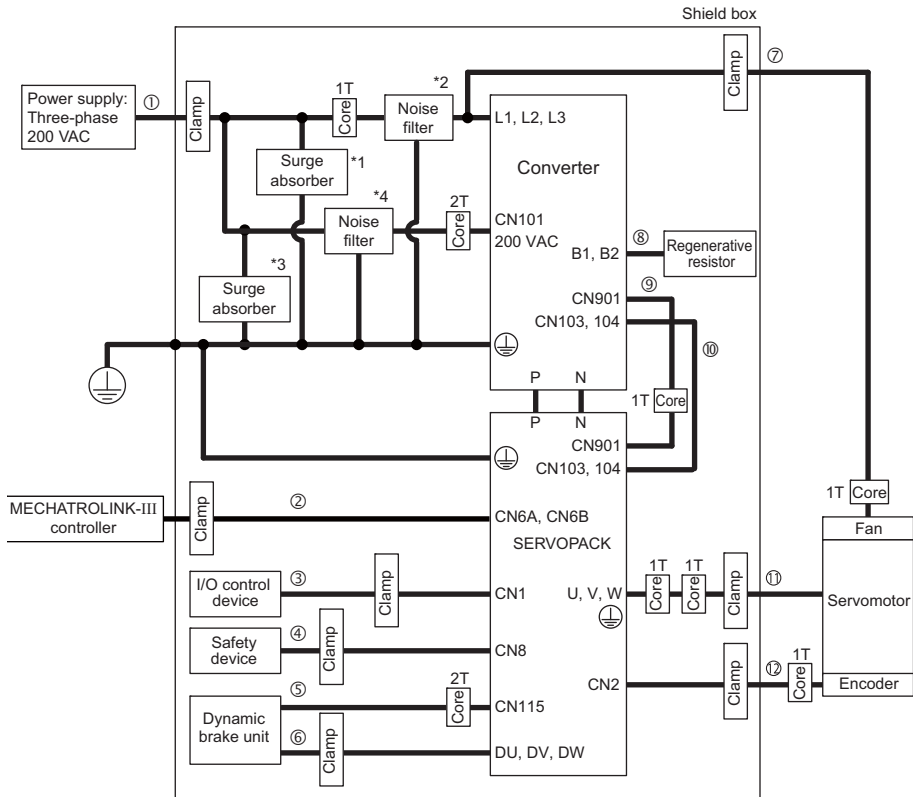 Shield box
⑦
Clamp
Power supply:
Three-phase
200 VAC
①
Clamp
1T
Core
*2
Noise
filter
L1, L2, L3
Converter
Surge
absorber
*1
*4
Noise
filter
2T
Core
CN101
200 VAC
B1, B2
⑧
Regenerative
resistor
*3
Surge
absorber
⑨
CN901
CN103, 104
⑩
P
N
1T
Core
P
N
CN901
CN103, 104
MECHATROLINK-III
controller
Clamp
②
CN6A, CN6B
SERVOPACK
1T
Core
Fan
I/O control
device
③
Clamp
CN1
U, V, W
1T
Core
1T
Core
Clamp
⑪
Servomotor
Safety
device
④
Clamp
CN8
CN2
Clamp
⑫
1T
Core
Encoder
Dynamic
brake unit
⑤
2T
Core
CN115
⑥
Clamp
DU, DV, DW